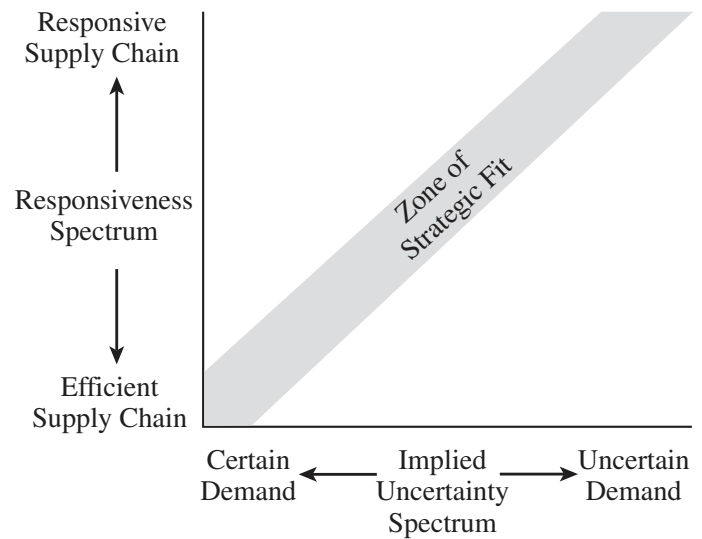 Responsive
Supply Chain
Responsiveness
Spectrum
Efficient
Supply Chain
Zone of
Strategic Fit
Certain
Demand
Implied
Uncertainty
Spectrum
Uncertain
Demand